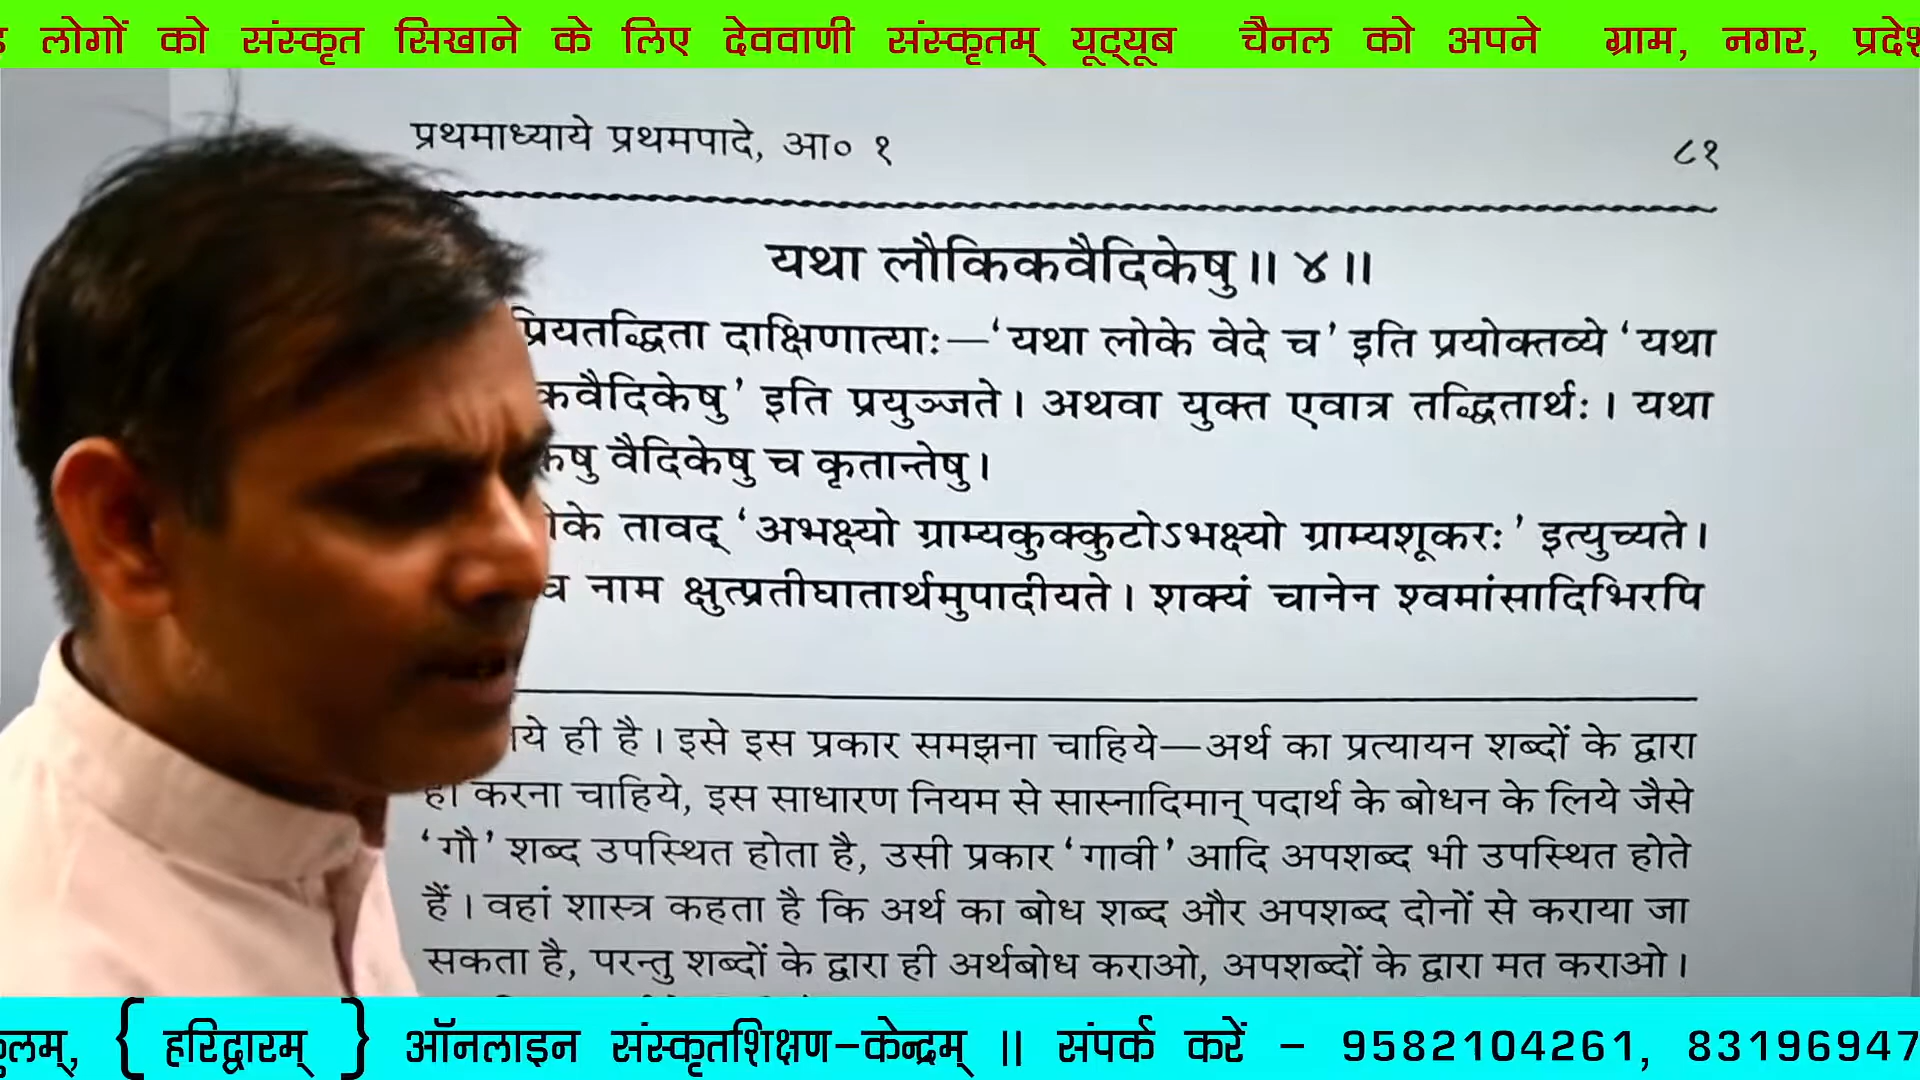 लोगों को संस्कृत सिखाने के लिए देववाणी संस्कृतम् यूट्यूब चैनल को अपने ग्राम, नगर,
प्रथमाध्याये प्रथमपादे, आ० १ ८१
यथा लौकिकवैदिकेषु ॥ ४ ॥
प्रियतद्धिता दाक्षिणात्याः—‘यथा लोके वेदे च’ इति प्रयोक्तव्ये ‘यथा
कवैदिकेषु’ इति प्रयुञ्जते। अथवा युक्त एवात्र तद्धितार्थः। यथा
वैदिकेषु च कृतान्तेषु।
तावद् ‘अभक्ष्यो ग्राम्यकुक्कुटोऽभक्ष्यो ग्राम्यशूकरः’ इत्युच्यते।
नाम क्षुत्प्रतीघातार्थमुपादीयते। शक्यं चानेन श्वमांसादिभिरपि
ही है। इसे इस प्रकार समझना चाहिये—अर्थ का प्रत्यायन शब्दों के द्वारा
ही करना चाहिये, इस साधारण नियम से सास्नादिमान् पदार्थ के बोधन के लिये जैसे
‘गौ’ शब्द उपस्थित होता है, उसी प्रकार ‘गावी’ आदि अपशब्द भी उपस्थित होते
हैं। वहां शास्त्र कहता है कि अर्थ का बोध शब्द और अपशब्द दोनों से कराया जा
सकता है, परन्तु शब्दों के द्वारा ही अर्थबोध कराओ, अपशब्दों के द्वारा मत कराओ।
{ हरिद्वारम् } ऑनलाइन संस्कृतशिक्षण-केन्द्रम् ॥ संपर्क करें - 9582104261, 83196947